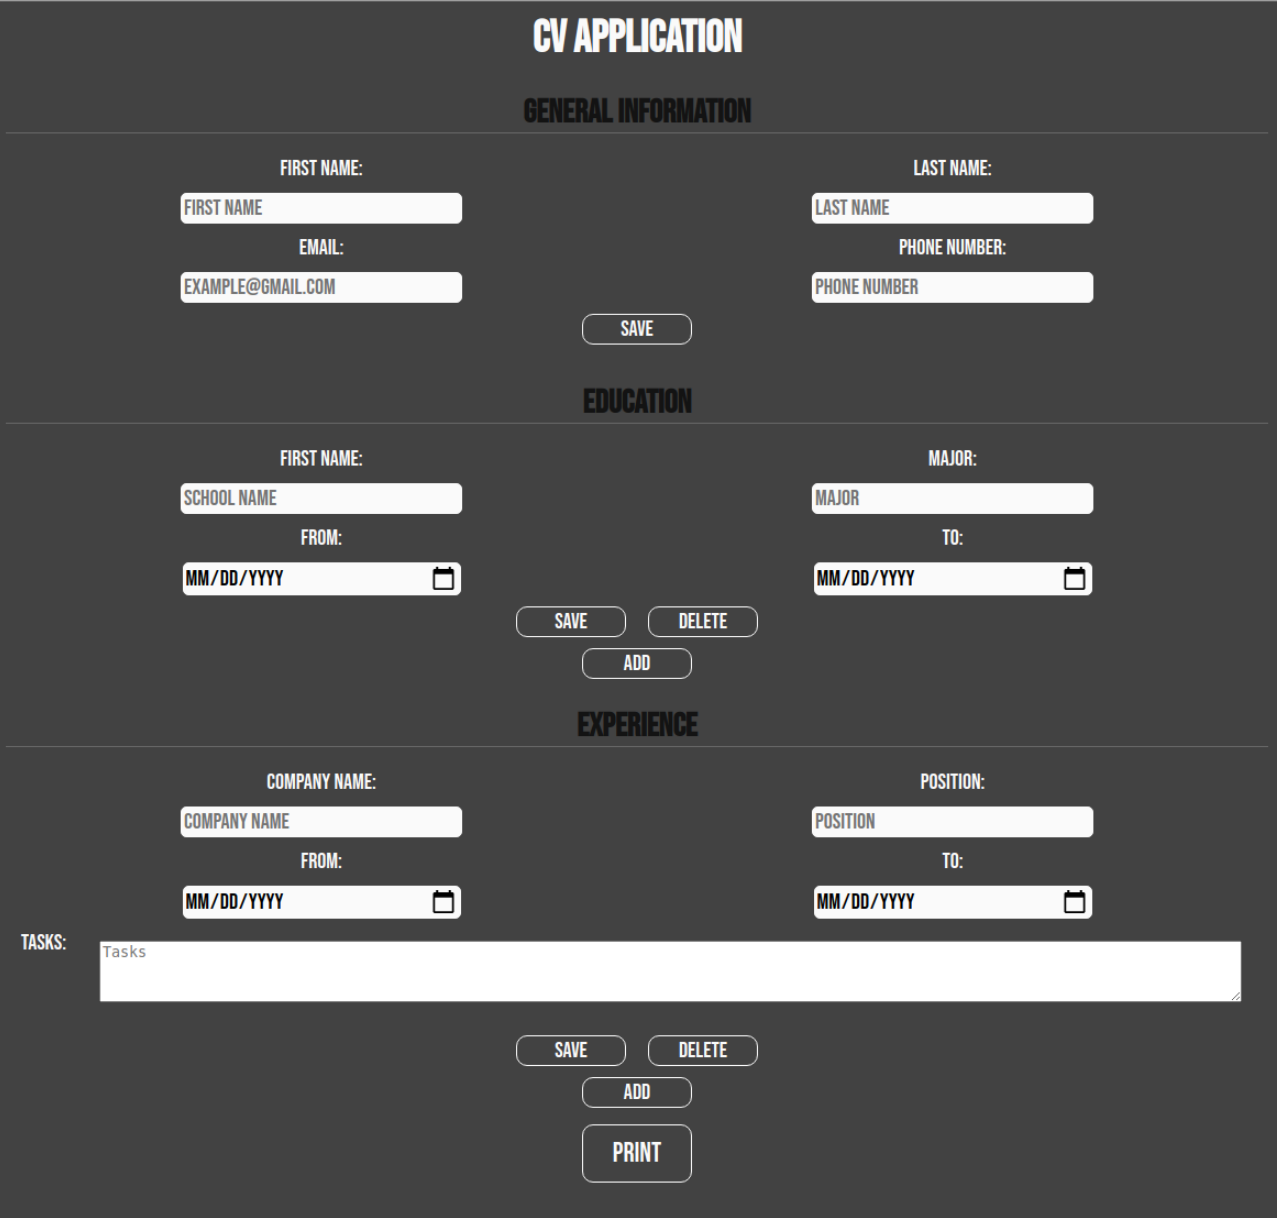 CV APPLICATION
GENERAL INFORMATION
FIRST NAME: LAST NAME:
FIRST NAME LAST NAME
EMAIL: PHONE NUMBER:
EXAMPLE@GMAIL.COM PHONE NUMBER
SAVE
EDUCATION
FIRST NAME: MAJOR:
SCHOOL NAME MAJOR
FROM: TO:
MM/DD/YYYY MM/DD/YYYY
SAVE DELETE
ADD
EXPERIENCE
COMPANY NAME: POSITION:
COMPANY NAME POSITION
FROM: TO:
MM/DD/YYYY MM/DD/YYYY
TASKS: Tasks
SAVE DELETE
ADD
PRINT